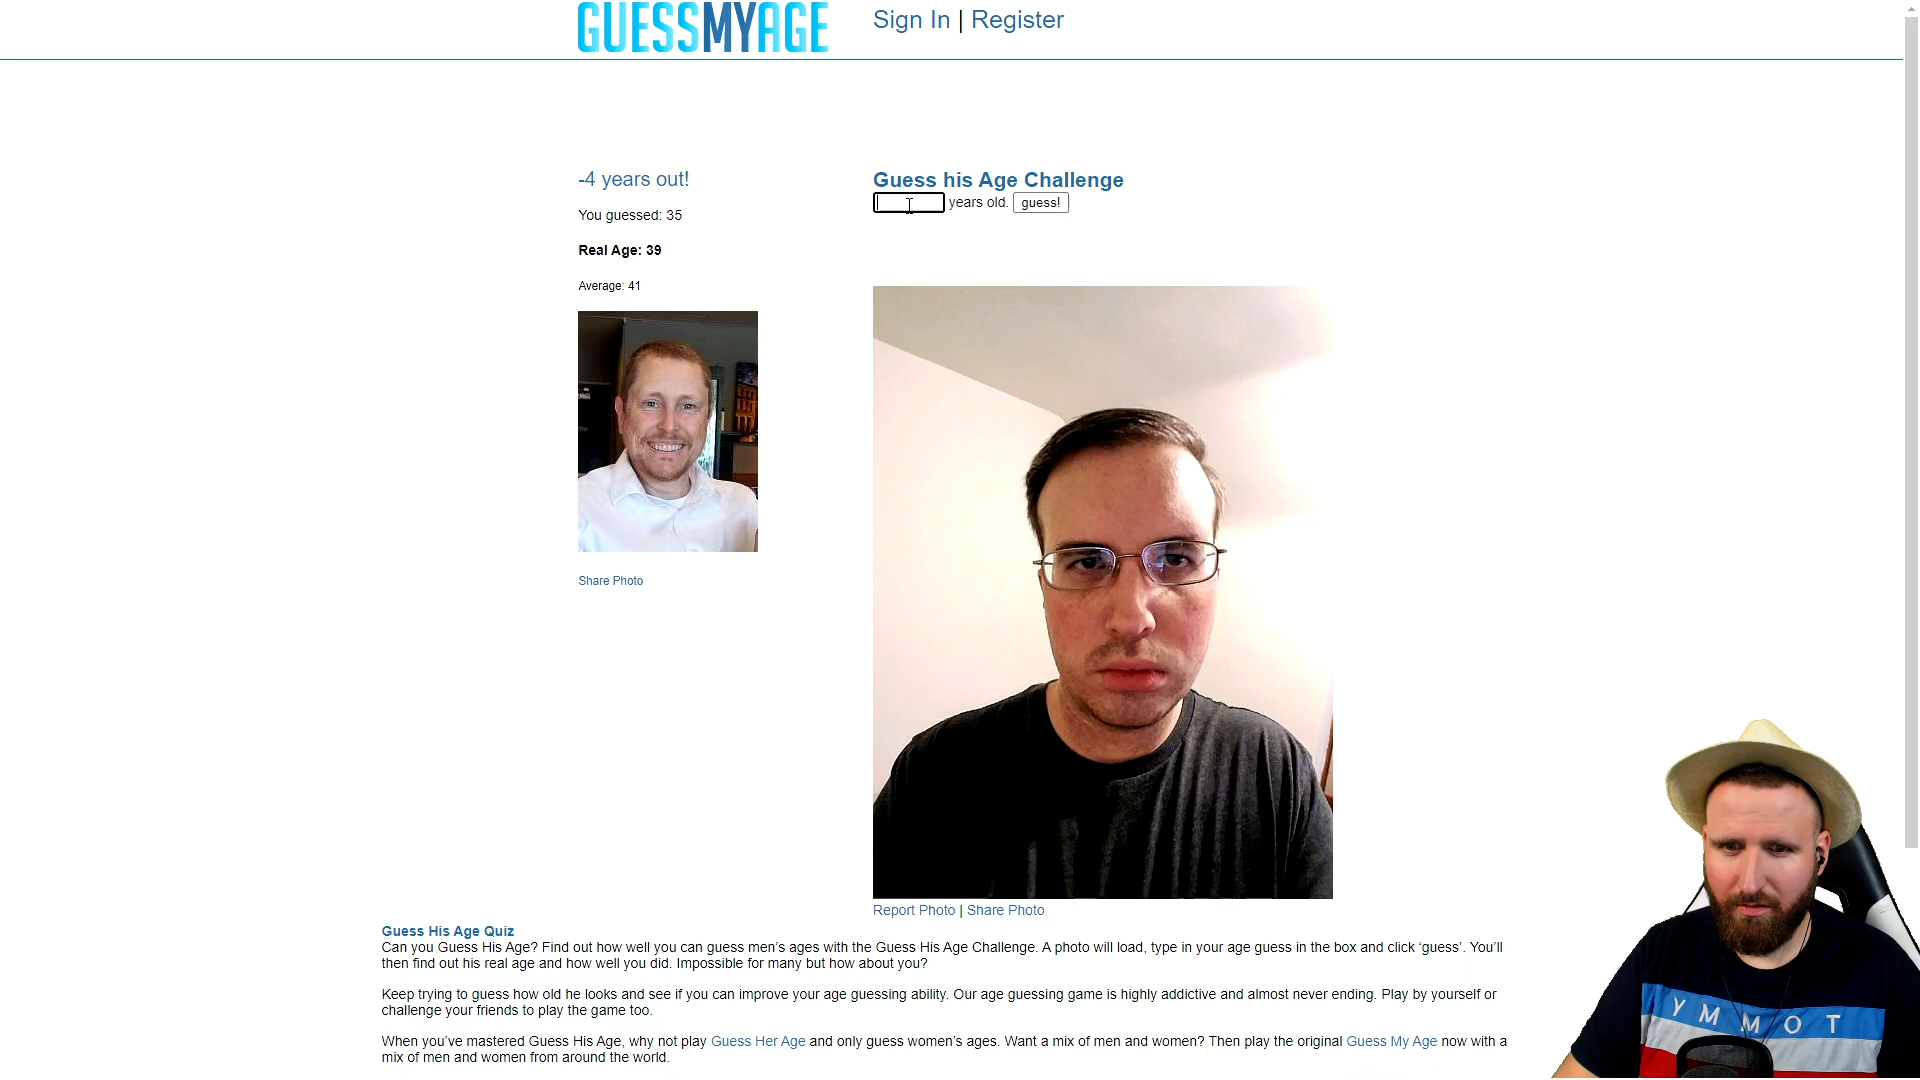 GUESSMYAGE
Sign In | Register
-4 years out!
You guessed: 35
Real Age: 39
Average: 41
Share Photo
Guess his Age Challenge
years old. guess!
Report Photo | Share Photo
Guess His Age Quiz
Can you Guess His Age? Find out how well you can guess men's ages with the Guess His Age Challenge. A photo will load, type in your age guess in the box and click ‘guess’. You'll
then find out his real age and how well you did. Impossible for many but how about you?
Keep trying to guess how old he looks and see if you can improve your age guessing ability. Our age guessing game is highly addictive and almost never ending. Play by yourself or
challenge your friends to play the game too.
When you've mastered Guess His Age, why not play Guess Her Age and only guess women's ages. Want a mix of men and women? Then play the original Guess My Age now with a
mix of men and women from around the world.
YMMOT